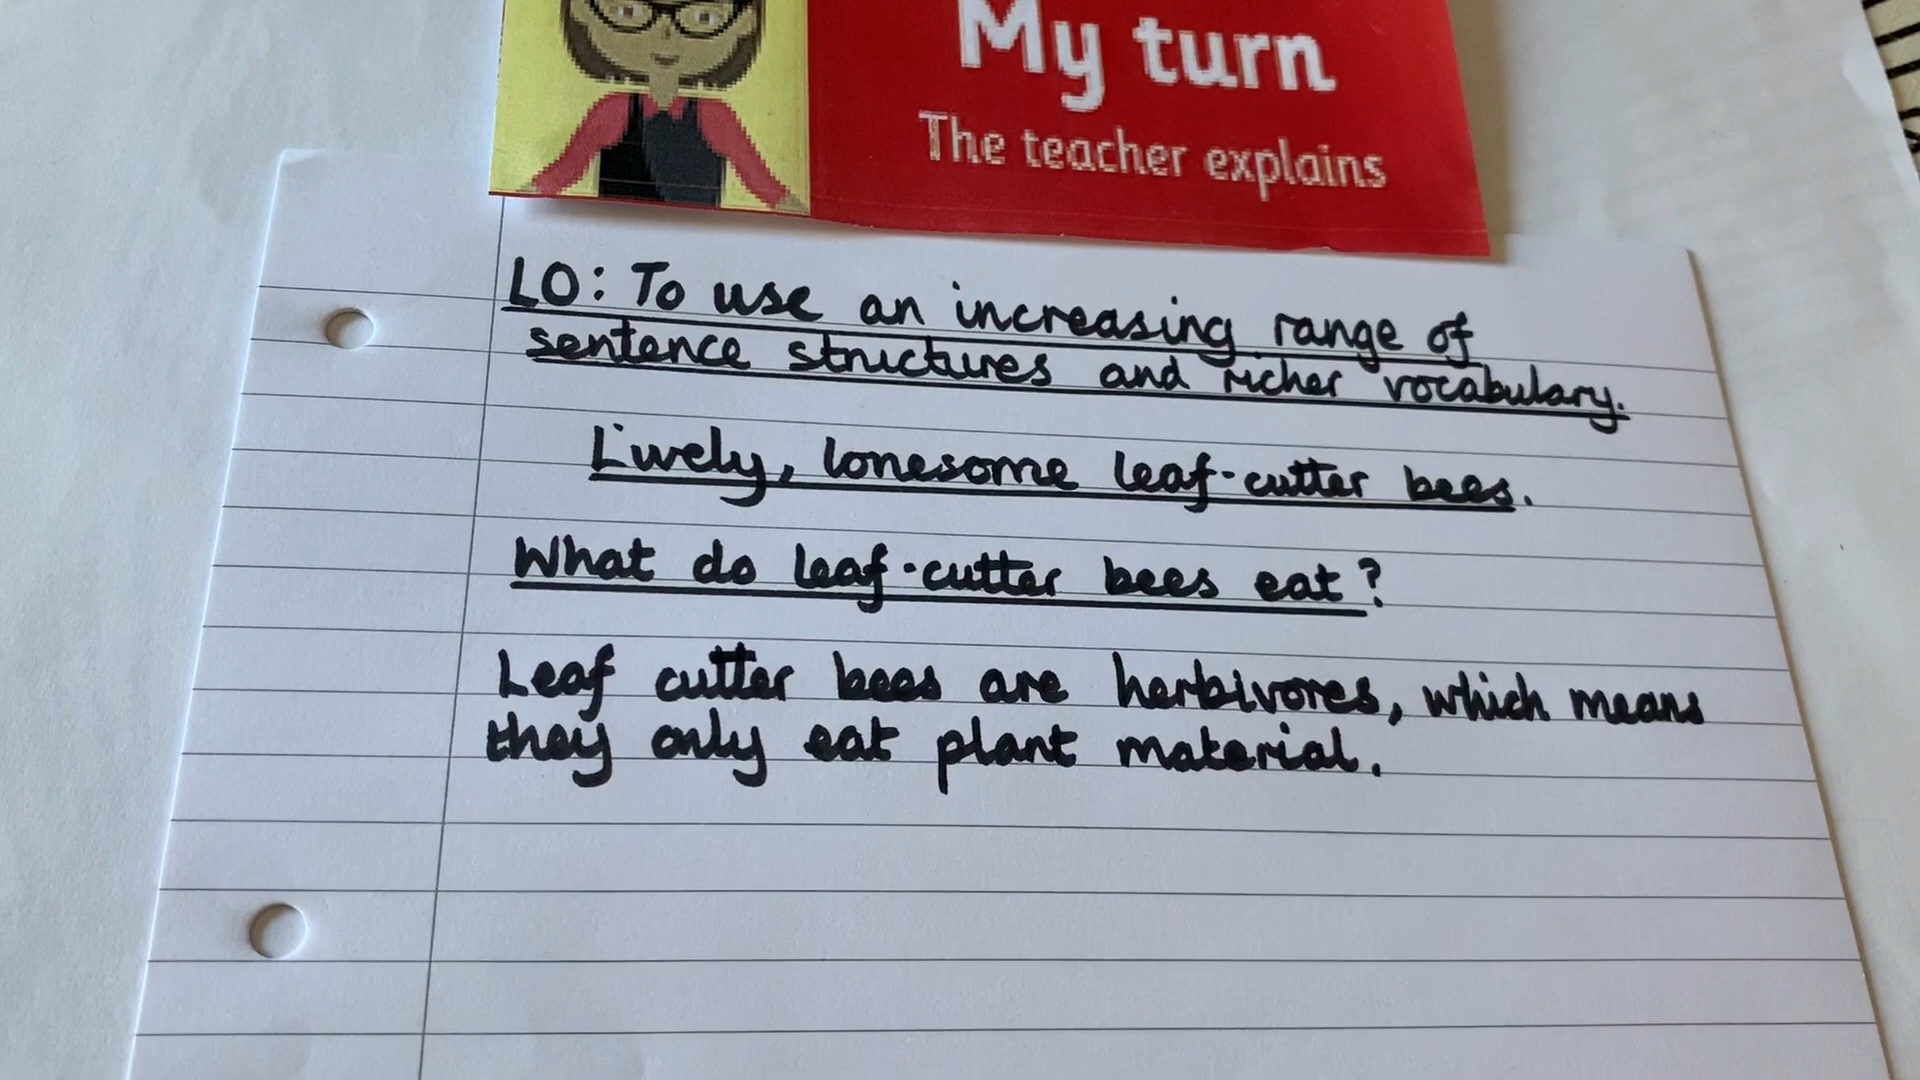 My turn
The teacher explains
LO: To use an increasing range of
sentence structures and richer vocabulary.
Lively, lonesome leaf-cutter bees.
What do leaf-cutter bees eat?
Leaf cutter bees are herbivores, which means
they only eat plant material.